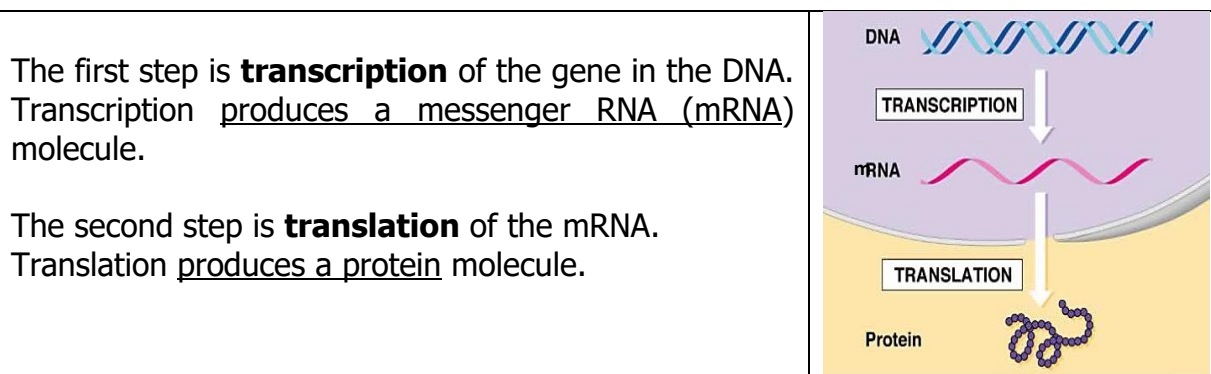 The first step is transcription of the gene in the DNA.
Transcription produces a messenger RNA (mRNA)
molecule.
The second step is translation of the mRNA.
Translation produces a protein molecule.
DNA
TRANSCRIPTION
mRNA
TRANSLATION
Protein